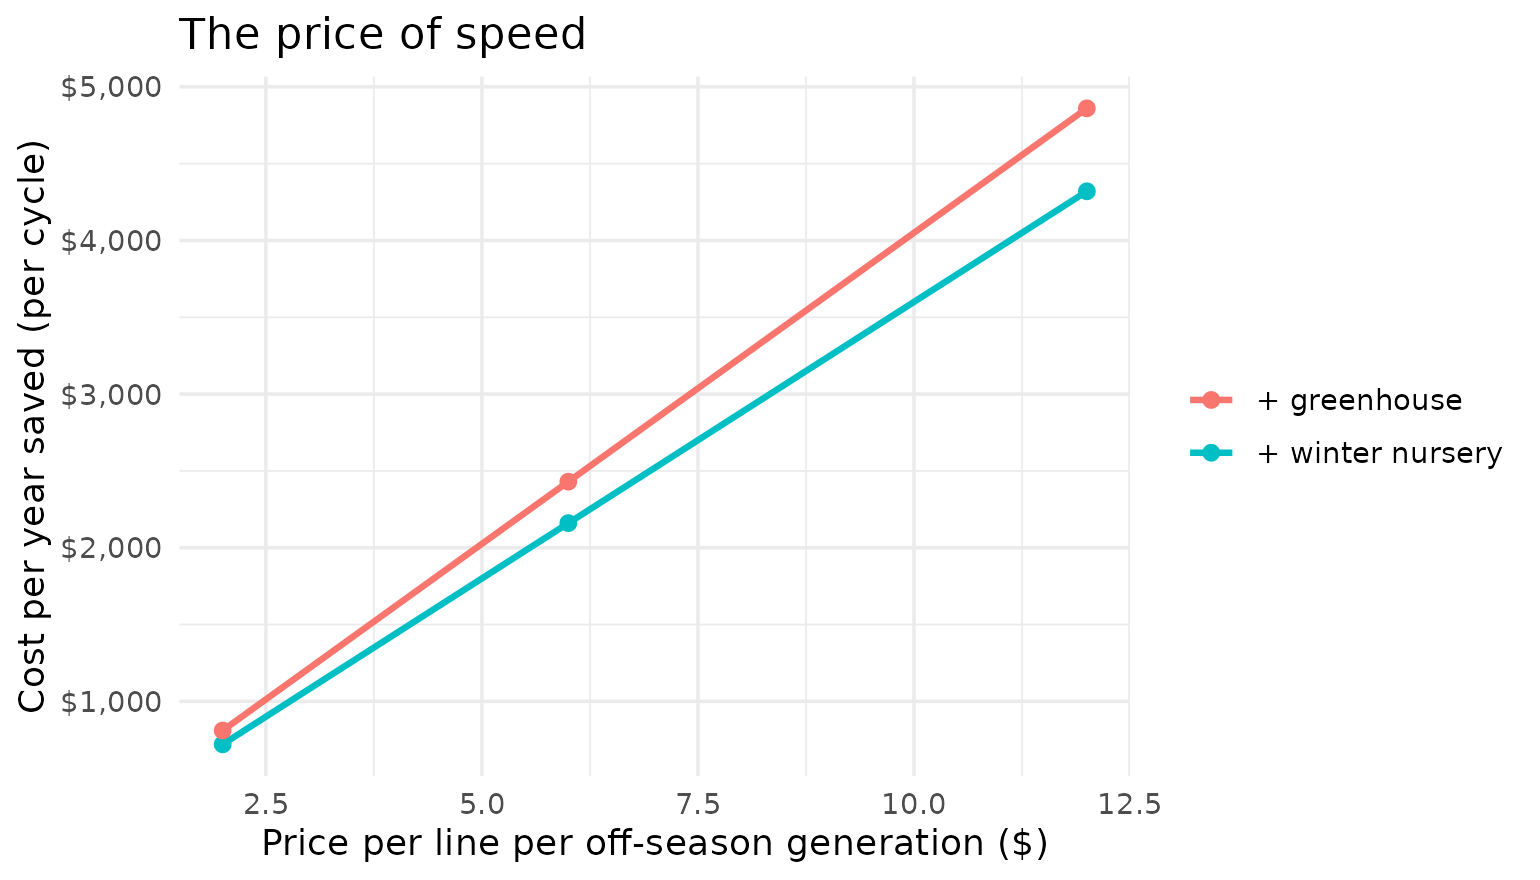 The price of speed
Cost per year saved (per cycle)
$5,000
$4,000
$3,000
$2,000
$1,000
2.5 5.0 7.5 10.0 12.5
Price per line per off-season generation ($)
+ greenhouse
+ winter nursery